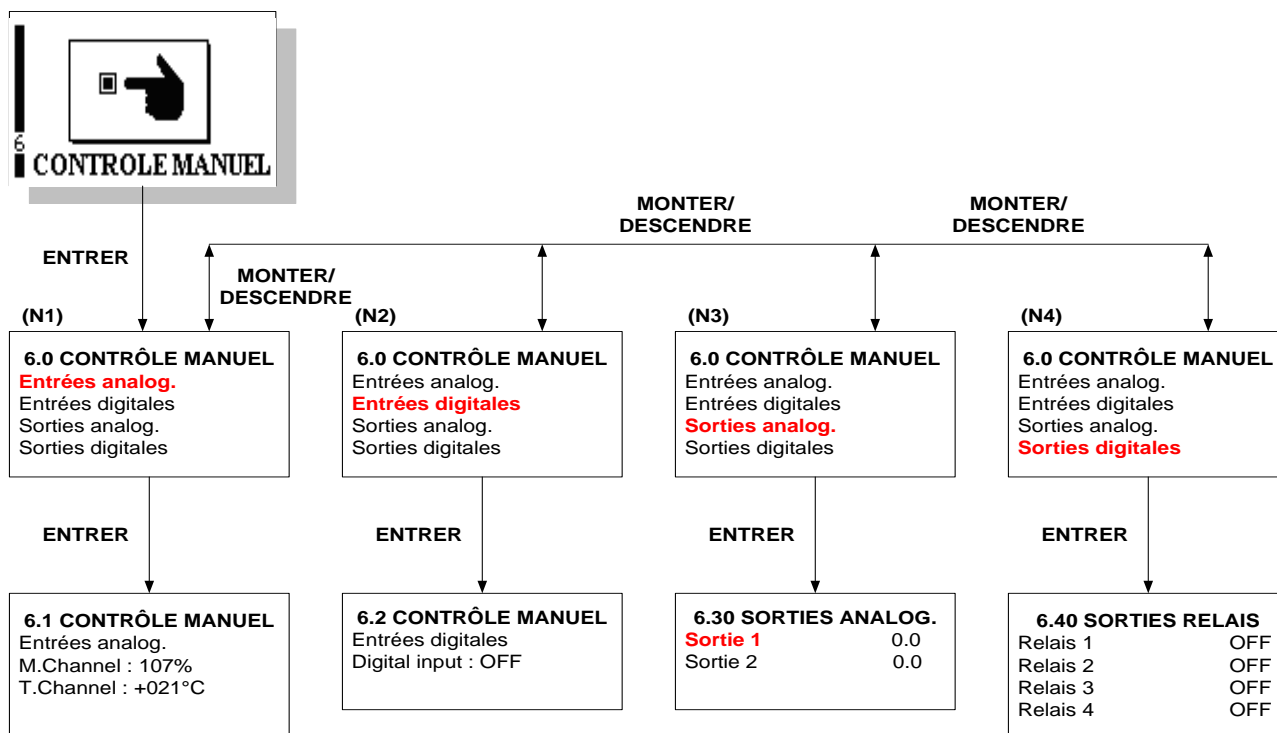 6
CONTROLE MANUEL
ENTRER
MONTER/
DESCENDRE
MONTER/
DESCENDRE
MONTER/
DESCENDRE
(N1)
6.0 CONTRÔLE MANUEL
Entrées analog.
Entrées digitales
Sorties analog.
Sorties digitales
(N2)
6.0 CONTRÔLE MANUEL
Entrées analog.
Entrées digitales
Sorties analog.
Sorties digitales
(N3)
6.0 CONTRÔLE MANUEL
Entrées analog.
Entrées digitales
Sorties analog.
Sorties digitales
(N4)
6.0 CONTRÔLE MANUEL
Entrées analog.
Entrées digitales
Sorties analog.
Sorties digitales
ENTRER
ENTRER
ENTRER
ENTRER
6.1 CONTRÔLE MANUEL
Entrées analog.
M.Channel : 107%
T.Channel : +021°C
6.2 CONTRÔLE MANUEL
Entrées digitales
Digital input : OFF
6.30 SORTIES ANALOG.
Sortie 1 0.0
Sortie 2 0.0
6.40 SORTIES RELAIS
Relais 1 OFF
Relais 2 OFF
Relais 3 OFF
Relais 4 OFF